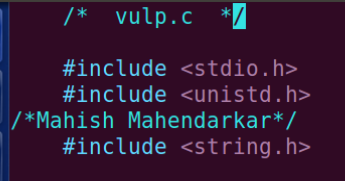 /*  vulp.c  */
#include <stdio.h>
#include <unistd.h>
/*Mahish Mahendarkar*/
#include <string.h>